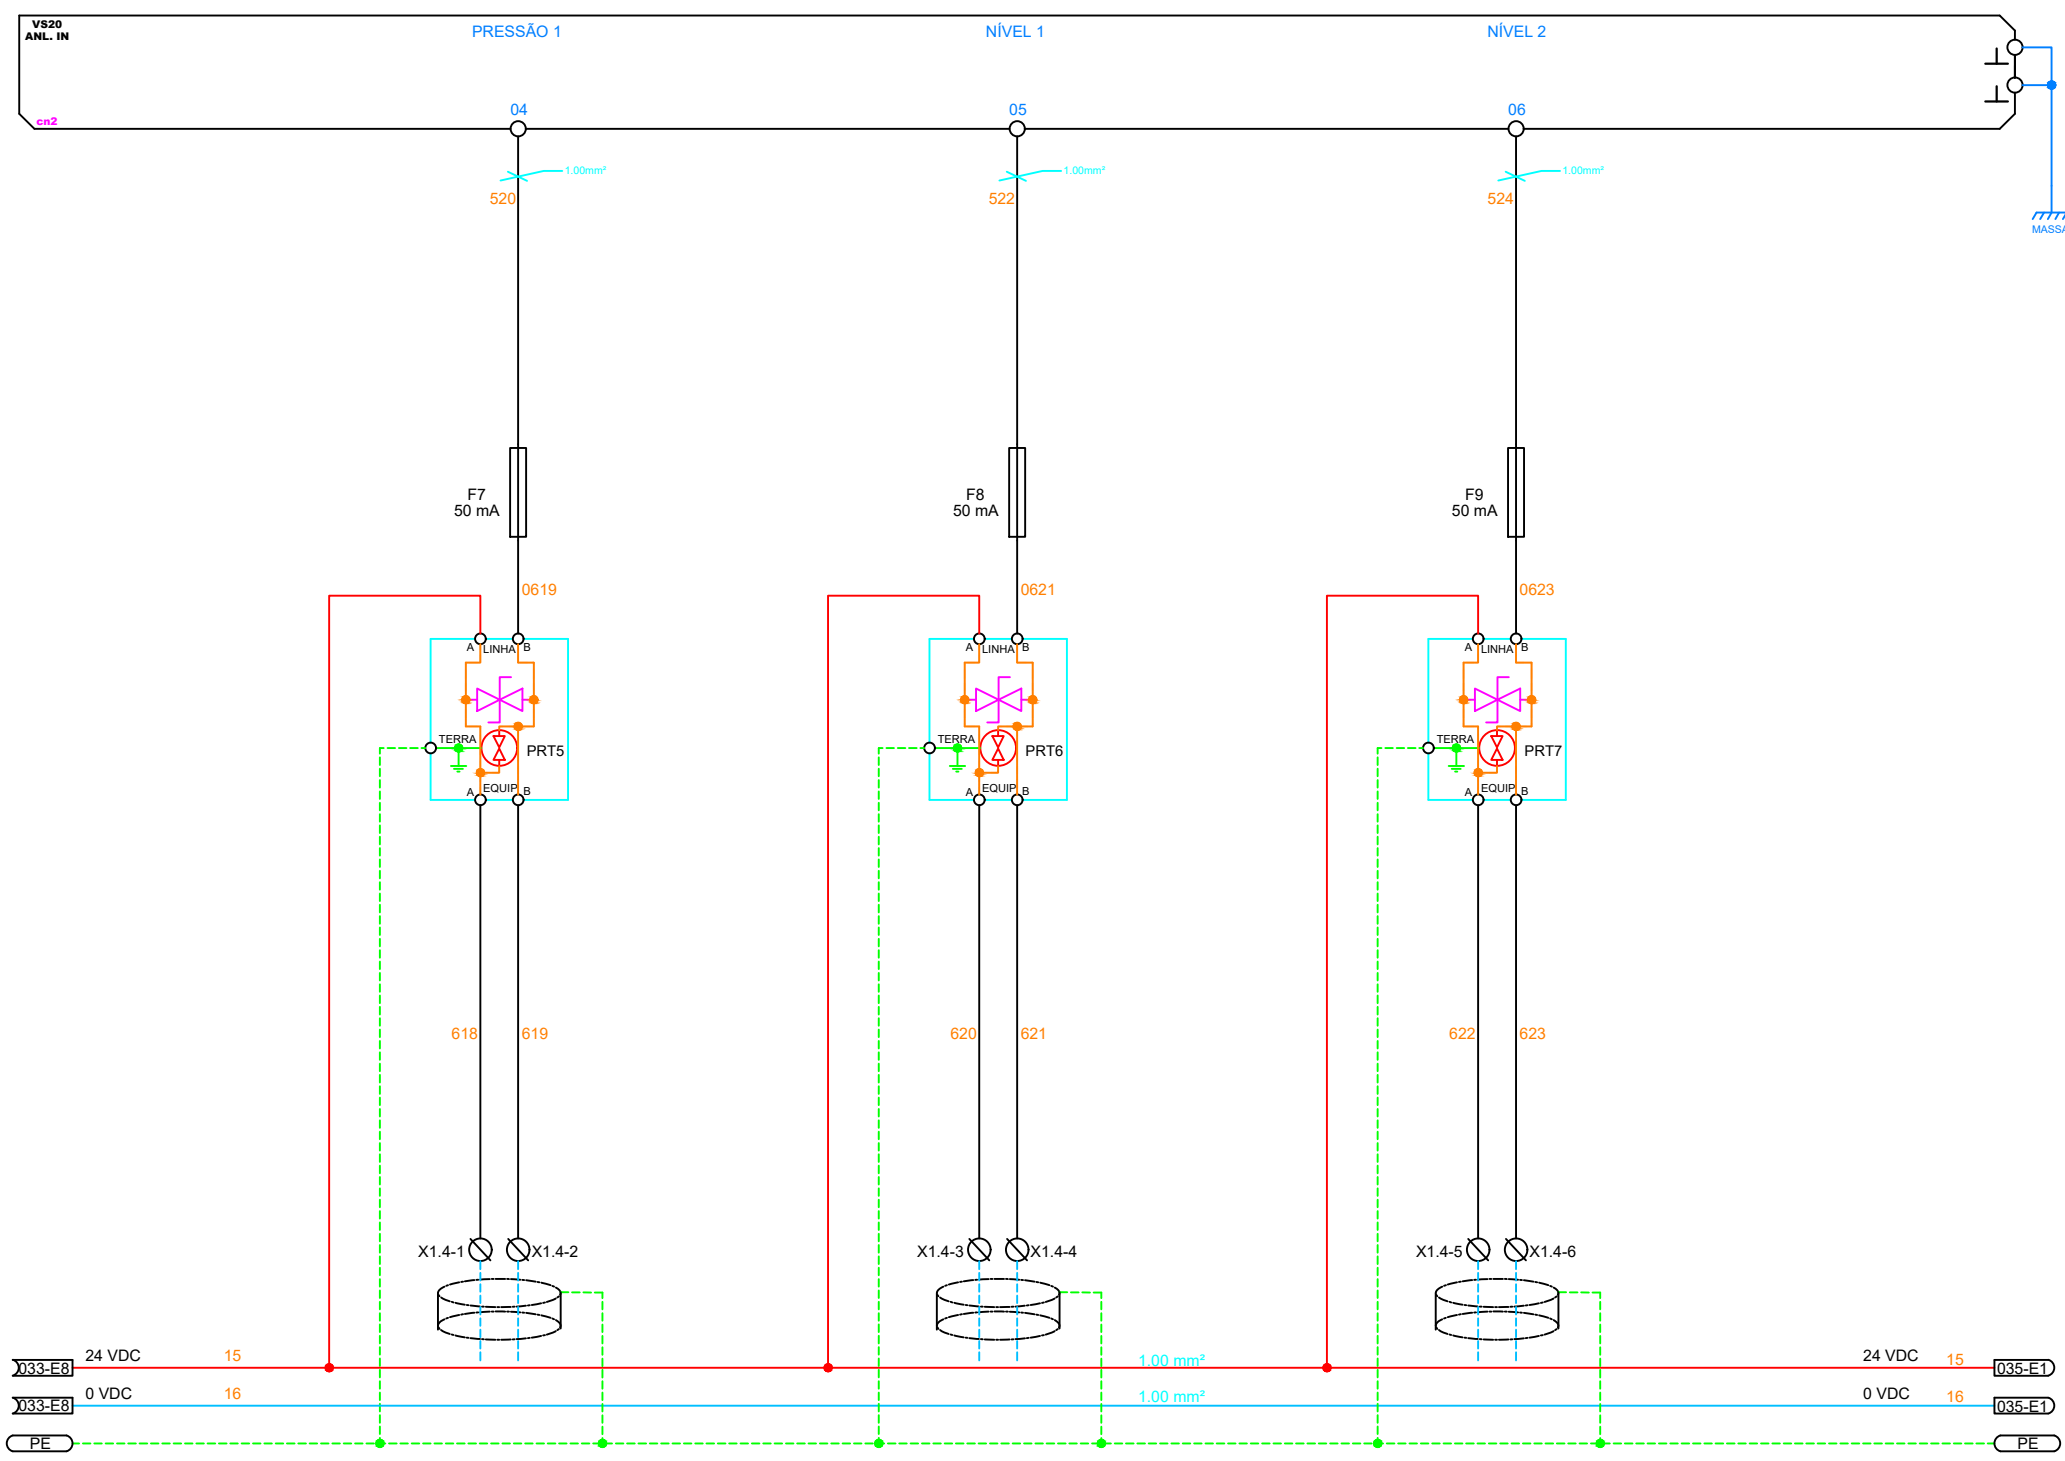 VS20
ANL. IN
PRESSÃO 1
NÍVEL 1
NÍVEL 2
cn2
04
05
06
1.00mm²
1.00mm²
1.00mm²
520
522
524
MASSA
F7
50 mA
F8
50 mA
F9
50 mA
0619
0621
0623
A LINHA B
A LINHA B
A LINHA B
TERRA
PRT5
TERRA
PRT6
TERRA
PRT7
A EQUIP B
A EQUIP B
A EQUIP B
618
619
620
621
622
623
X1.4-1
X1.4-2
X1.4-3
X1.4-4
X1.4-5
X1.4-6
033-E8
24 VDC
15
1.00 mm²
24 VDC
15
035-E1
033-E8
0 VDC
16
1.00 mm²
0 VDC
16
035-E1
PE
PE